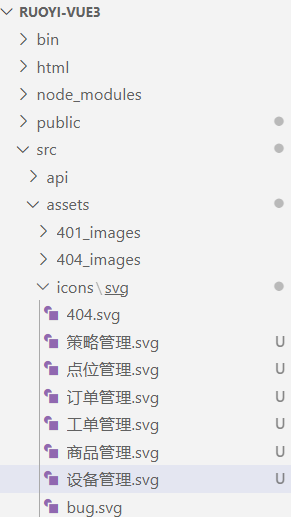 RUOYI-VUE3
bin
html
node_modules
public
src
api
assets
401_images
404_images
icons\svg
404.svg
策略管理.svg U
点位管理.svg U
订单管理.svg U
工单管理.svg U
商品管理.svg U
设备管理.svg U
bug.svg